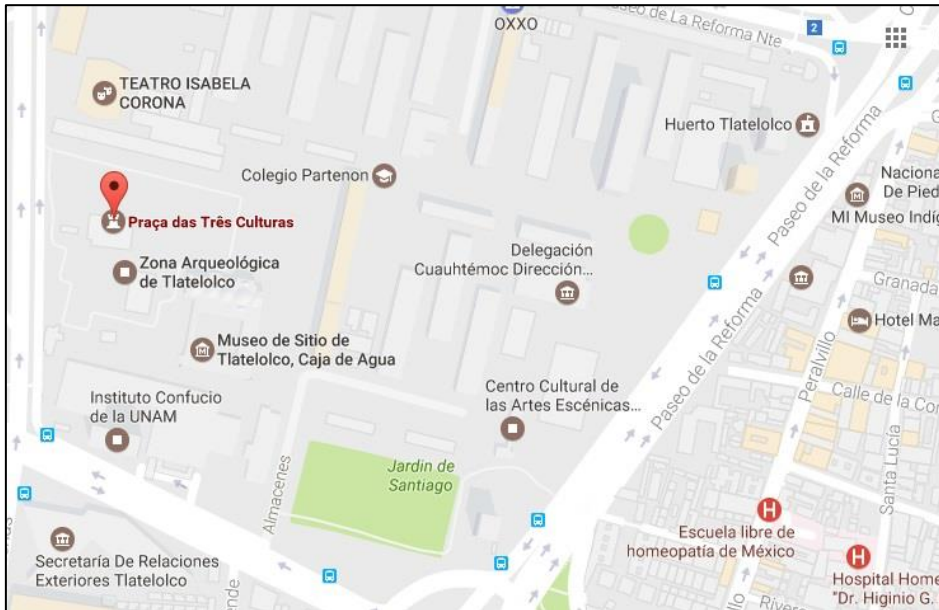 OXXO
Paseo de La Reforma Nte
2
TEATRO ISABELA
CORONA
Huerto Tlatelolco
Paseo de la Reforma
Colegio Partenon
Naciona
De Pied
MI Museo Indíg
Praça das Três Culturas
Delegación
Cuauhtémoc Dirección...
Zona Arqueológica
de Tlatelolco
Granada
Paseo de la Reforma
Hotel Ma
Museo de Sitio de
Tlatelolco, Caja de Agua
Peralvillo
Centro Cultural de
las Artes Escénicas...
Calle de la Co
Instituto Confucio
de la UNAM
Santa Lucía
Jardin de
Santiago
Almacenes
Escuela libre de
homeopatía de México
Secretaría De Relaciones
Exteriores Tlatelolco
Hospital Home
"Dr. Higinio G.
ende
llo
Rivero